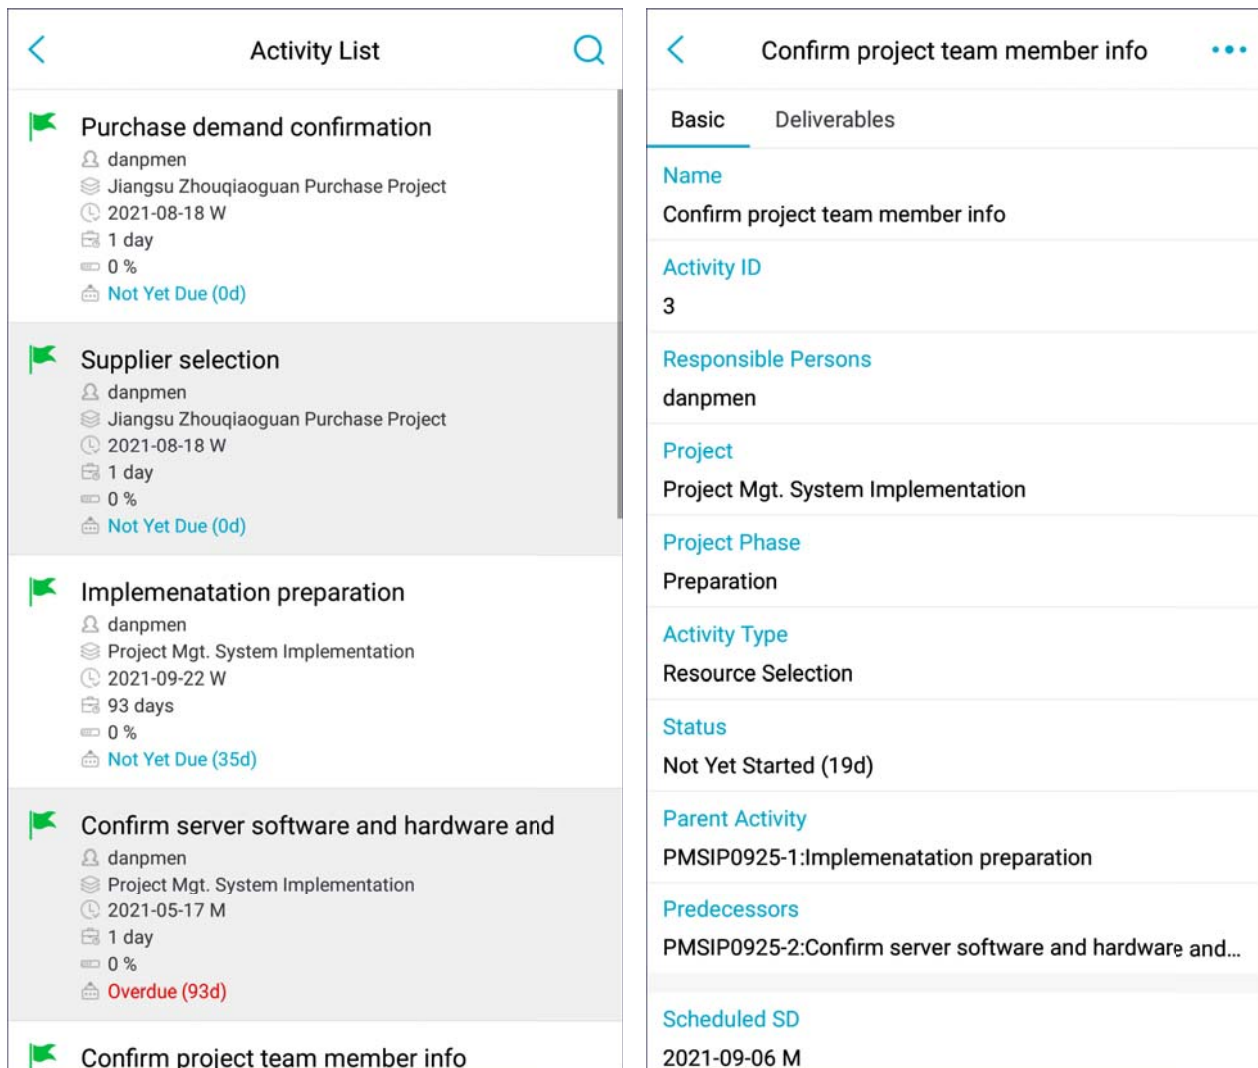 Activity List
Purchase demand confirmation
danpmen
Jiangsu Zhouqiaoguan Purchase Project
2021-08-18 W
1 day
0 %
Not Yet Due (0d)
Supplier selection
danpmen
Jiangsu Zhouqiaoguan Purchase Project
2021-08-18 W
1 day
0 %
Not Yet Due (0d)
Implemenatation preparation
danpmen
Project Mgt. System Implementation
2021-09-22 W
93 days
0 %
Not Yet Due (35d)
Confirm server software and hardware and
danpmen
Project Mgt. System Implementation
2021-05-17 M
1 day
0 %
Overdue (93d)
Confirm project team member info
Confirm project team member info
Basic Deliverables
Name
Confirm project team member info
Activity ID
3
Responsible Persons
danpmen
Project
Project Mgt. System Implementation
Project Phase
Preparation
Activity Type
Resource Selection
Status
Not Yet Started (19d)
Parent Activity
PMSIP0925-1:Implemenatation preparation
Predecessors
PMSIP0925-2:Confirm server software and hardware and...
Scheduled SD
2021-09-06 M